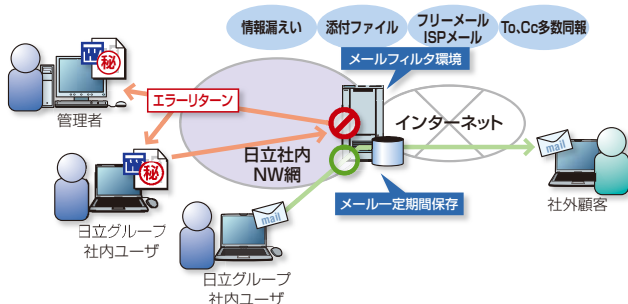 情報漏えい
添付ファイル
フリーメール
ISPメール
To、Cc多数同報
メールフィルタ環境
W
秘
エラーリターン
管理者
インターネット
日立社内
NW網
W
秘
mail
メール一定期間保存
社外顧客
日立グループ
社内ユーザ
mail
日立グループ
社内ユーザ